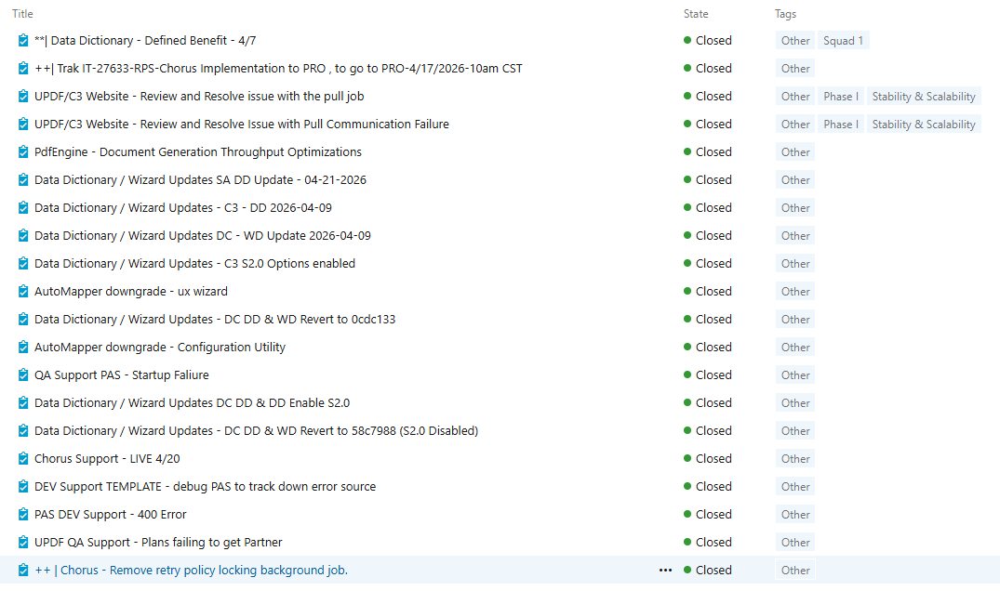 Title State Tags
**| Data Dictionary - Defined Benefit - 4/7 Closed Other Squad 1
++| Trak IT-27633-RPS-Chorus Implementation to PRO , to go to PRO-4/17/2026-10am CST Closed Other
UPDF/C3 Website - Review and Resolve issue with the pull job Closed Other Phase I Stability & Scalability
UPDF/C3 Website - Review and Resolve Issue with Pull Communication Failure Closed Other Phase I Stability & Scalability
PdfEngine - Document Generation Throughput Optimizations Closed Other
Data Dictionary / Wizard Updates SA DD Update - 04-21-2026 Closed Other
Data Dictionary / Wizard Updates - C3 - DD 2026-04-09 Closed Other
Data Dictionary / Wizard Updates DC - WD Update 2026-04-09 Closed Other
Data Dictionary / Wizard Updates - C3 S2.0 Options enabled Closed Other
AutoMapper downgrade - ux wizard Closed Other
Data Dictionary / Wizard Updates - DC DD & WD Revert to 0cdc133 Closed Other
AutoMapper downgrade - Configuration Utility Closed Other
QA Support PAS - Startup Faliure Closed Other
Data Dictionary / Wizard Updates DC DD & DD Enable S2.0 Closed Other
Data Dictionary / Wizard Updates - DC DD & WD Revert to 58c7988 (S2.0 Disabled) Closed Other
Chorus Support - LIVE 4/20 Closed Other
DEV Support TEMPLATE - debug PAS to track down error source Closed Other
PAS DEV Support - 400 Error Closed Other
UPDF QA Support - Plans failing to get Partner Closed Other
++ | Chorus - Remove retry policy locking background job. ••• Closed Other